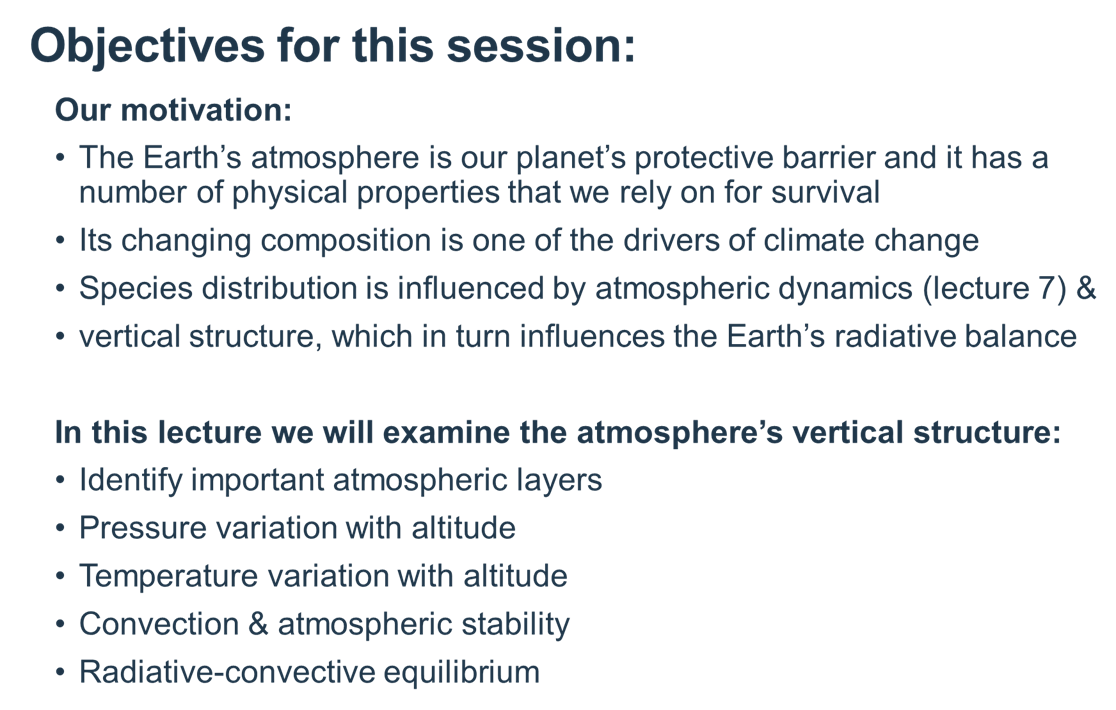 Objectives for this session:
Our motivation:
• The Earth’s atmosphere is our planet’s protective barrier and it has a
number of physical properties that we rely on for survival
• Its changing composition is one of the drivers of climate change
• Species distribution is influenced by atmospheric dynamics (lecture 7) &
• vertical structure, which in turn influences the Earth’s radiative balance
In this lecture we will examine the atmosphere’s vertical structure:
• Identify important atmospheric layers
• Pressure variation with altitude
• Temperature variation with altitude
• Convection & atmospheric stability
• Radiative-convective equilibrium